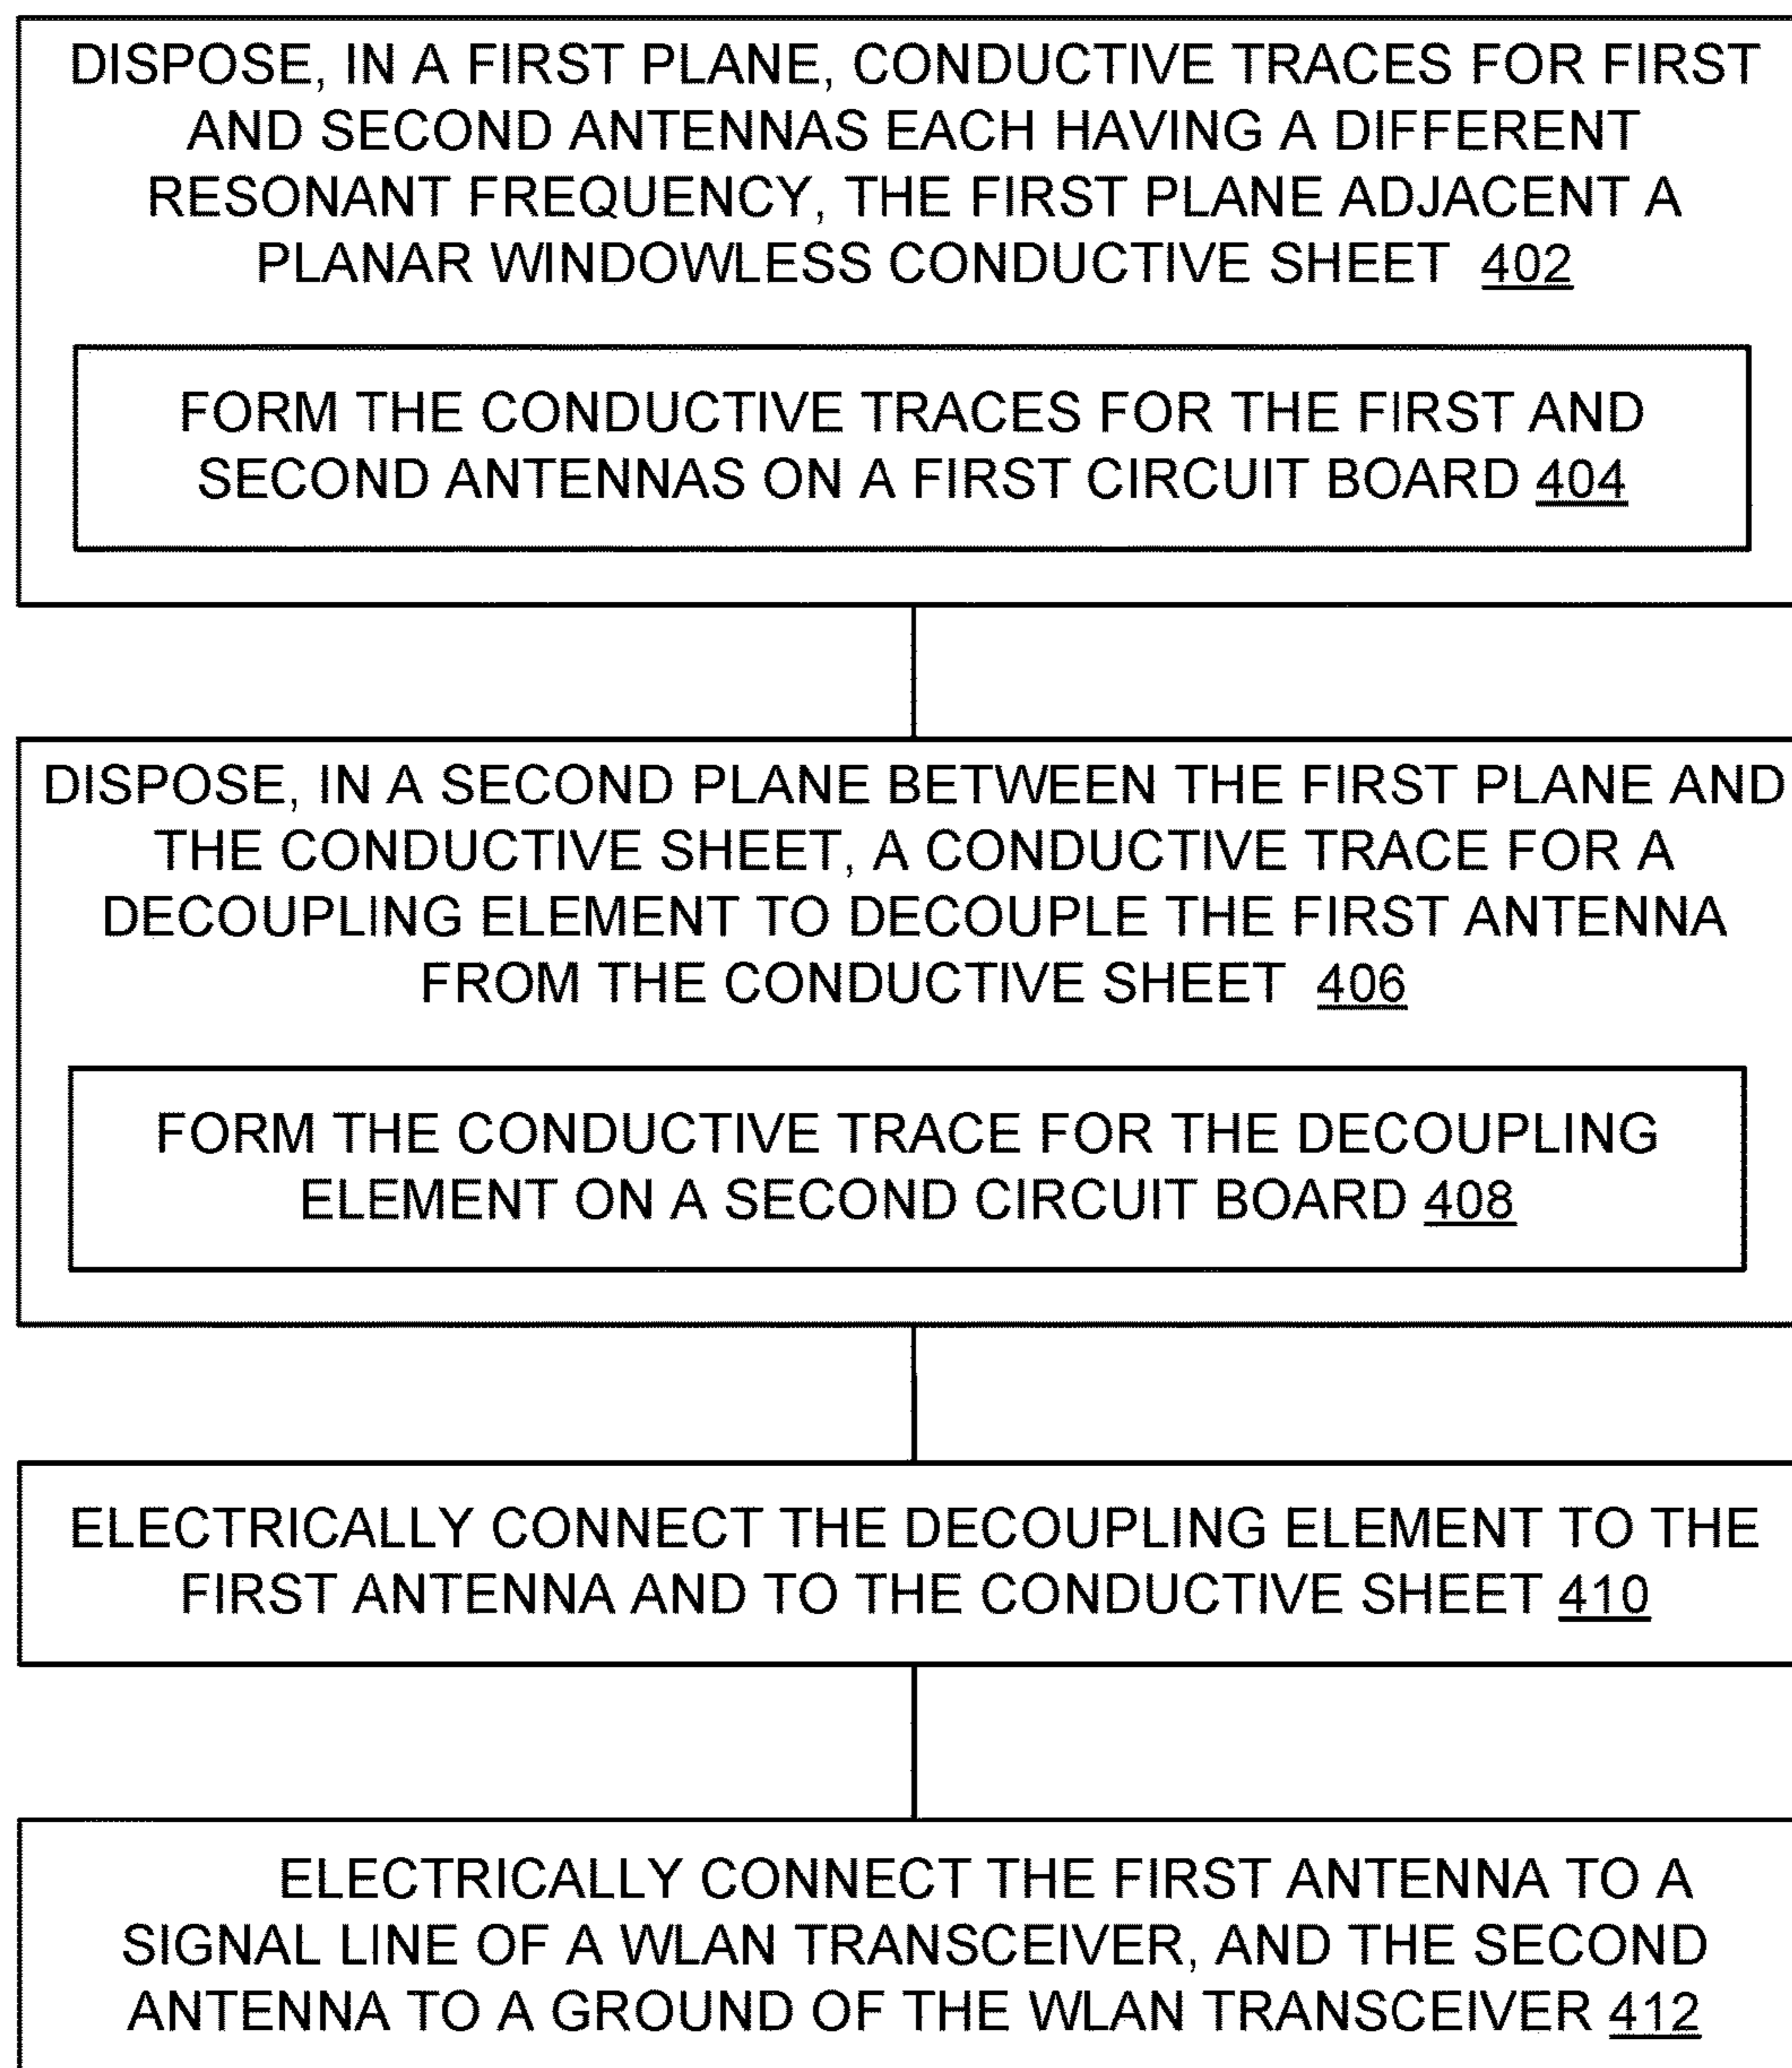 DISPOSE, IN A FIRST PLANE, CONDUCTIVE TRACES FOR FIRST
AND SECOND ANTENNAS EACH HAVING A DIFFERENT
RESONANT FREQUENCY, THE FIRST PLANE ADJACENT A
PLANAR WINDOWLESS CONDUCTIVE SHEET 402
FORM THE CONDUCTIVE TRACES FOR THE FIRST AND
SECOND ANTENNAS ON A FIRST CIRCUIT BOARD 404
DISPOSE, IN A SECOND PLANE BETWEEN THE FIRST PLANE AND
THE CONDUCTIVE SHEET, A CONDUCTIVE TRACE FOR A
DECOUPLING ELEMENT TO DECOUPLE THE FIRST ANTENNA
FROM THE CONDUCTIVE SHEET 406
FORM THE CONDUCTIVE TRACE FOR THE DECOUPLING
ELEMENT ON A SECOND CIRCUIT BOARD 408
ELECTRICALLY CONNECT THE DECOUPLING ELEMENT TO THE
FIRST ANTENNA AND TO THE CONDUCTIVE SHEET 410
ELECTRICALLY CONNECT THE FIRST ANTENNA TO A
SIGNAL LINE OF A WLAN TRANSCEIVER, AND THE SECOND
ANTENNA TO A GROUND OF THE WLAN TRANSCEIVER 412